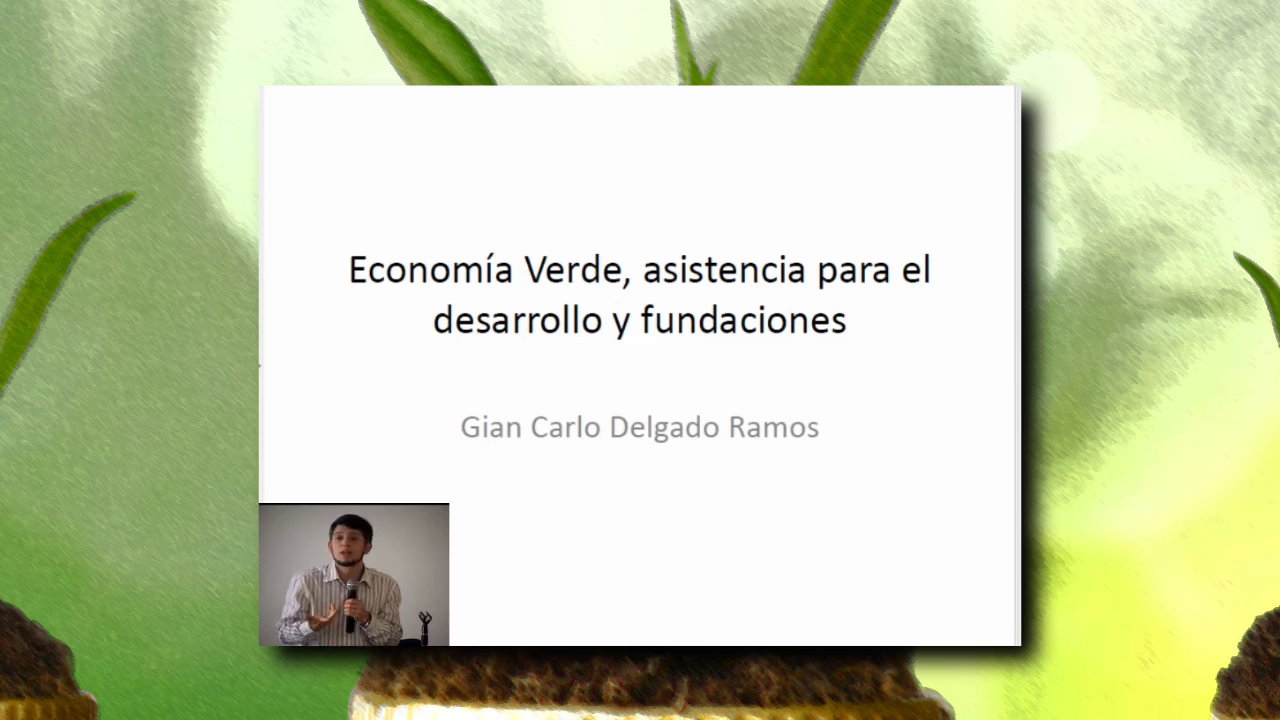 Economía Verde, asistencia para el
desarrollo y fundaciones
Gian Carlo Delgado Ramos